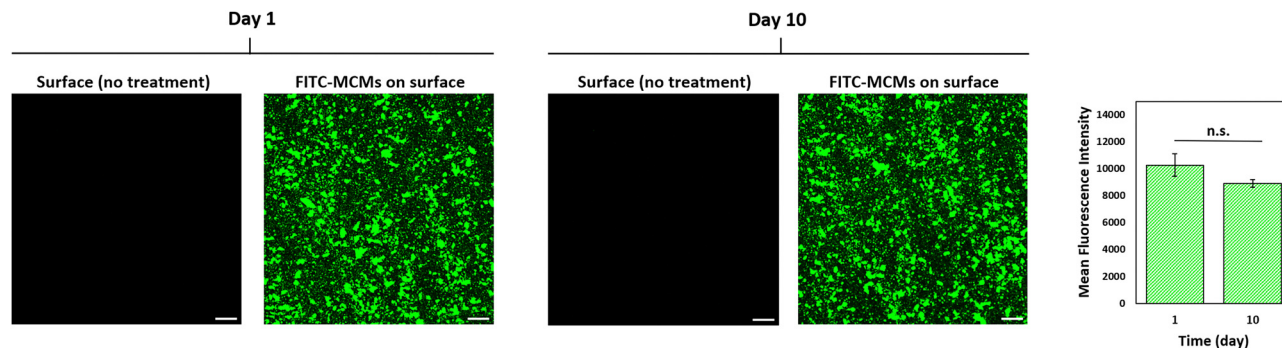 Day 1
Day 10
Surface (no treatment)
FITC-MCMs on surface
Surface (no treatment)
FITC-MCMs on surface
Mean Fluorescence Intensity
14000
12000
10000
8000
6000
4000
2000
0
n.s.
1
10
Time (day)